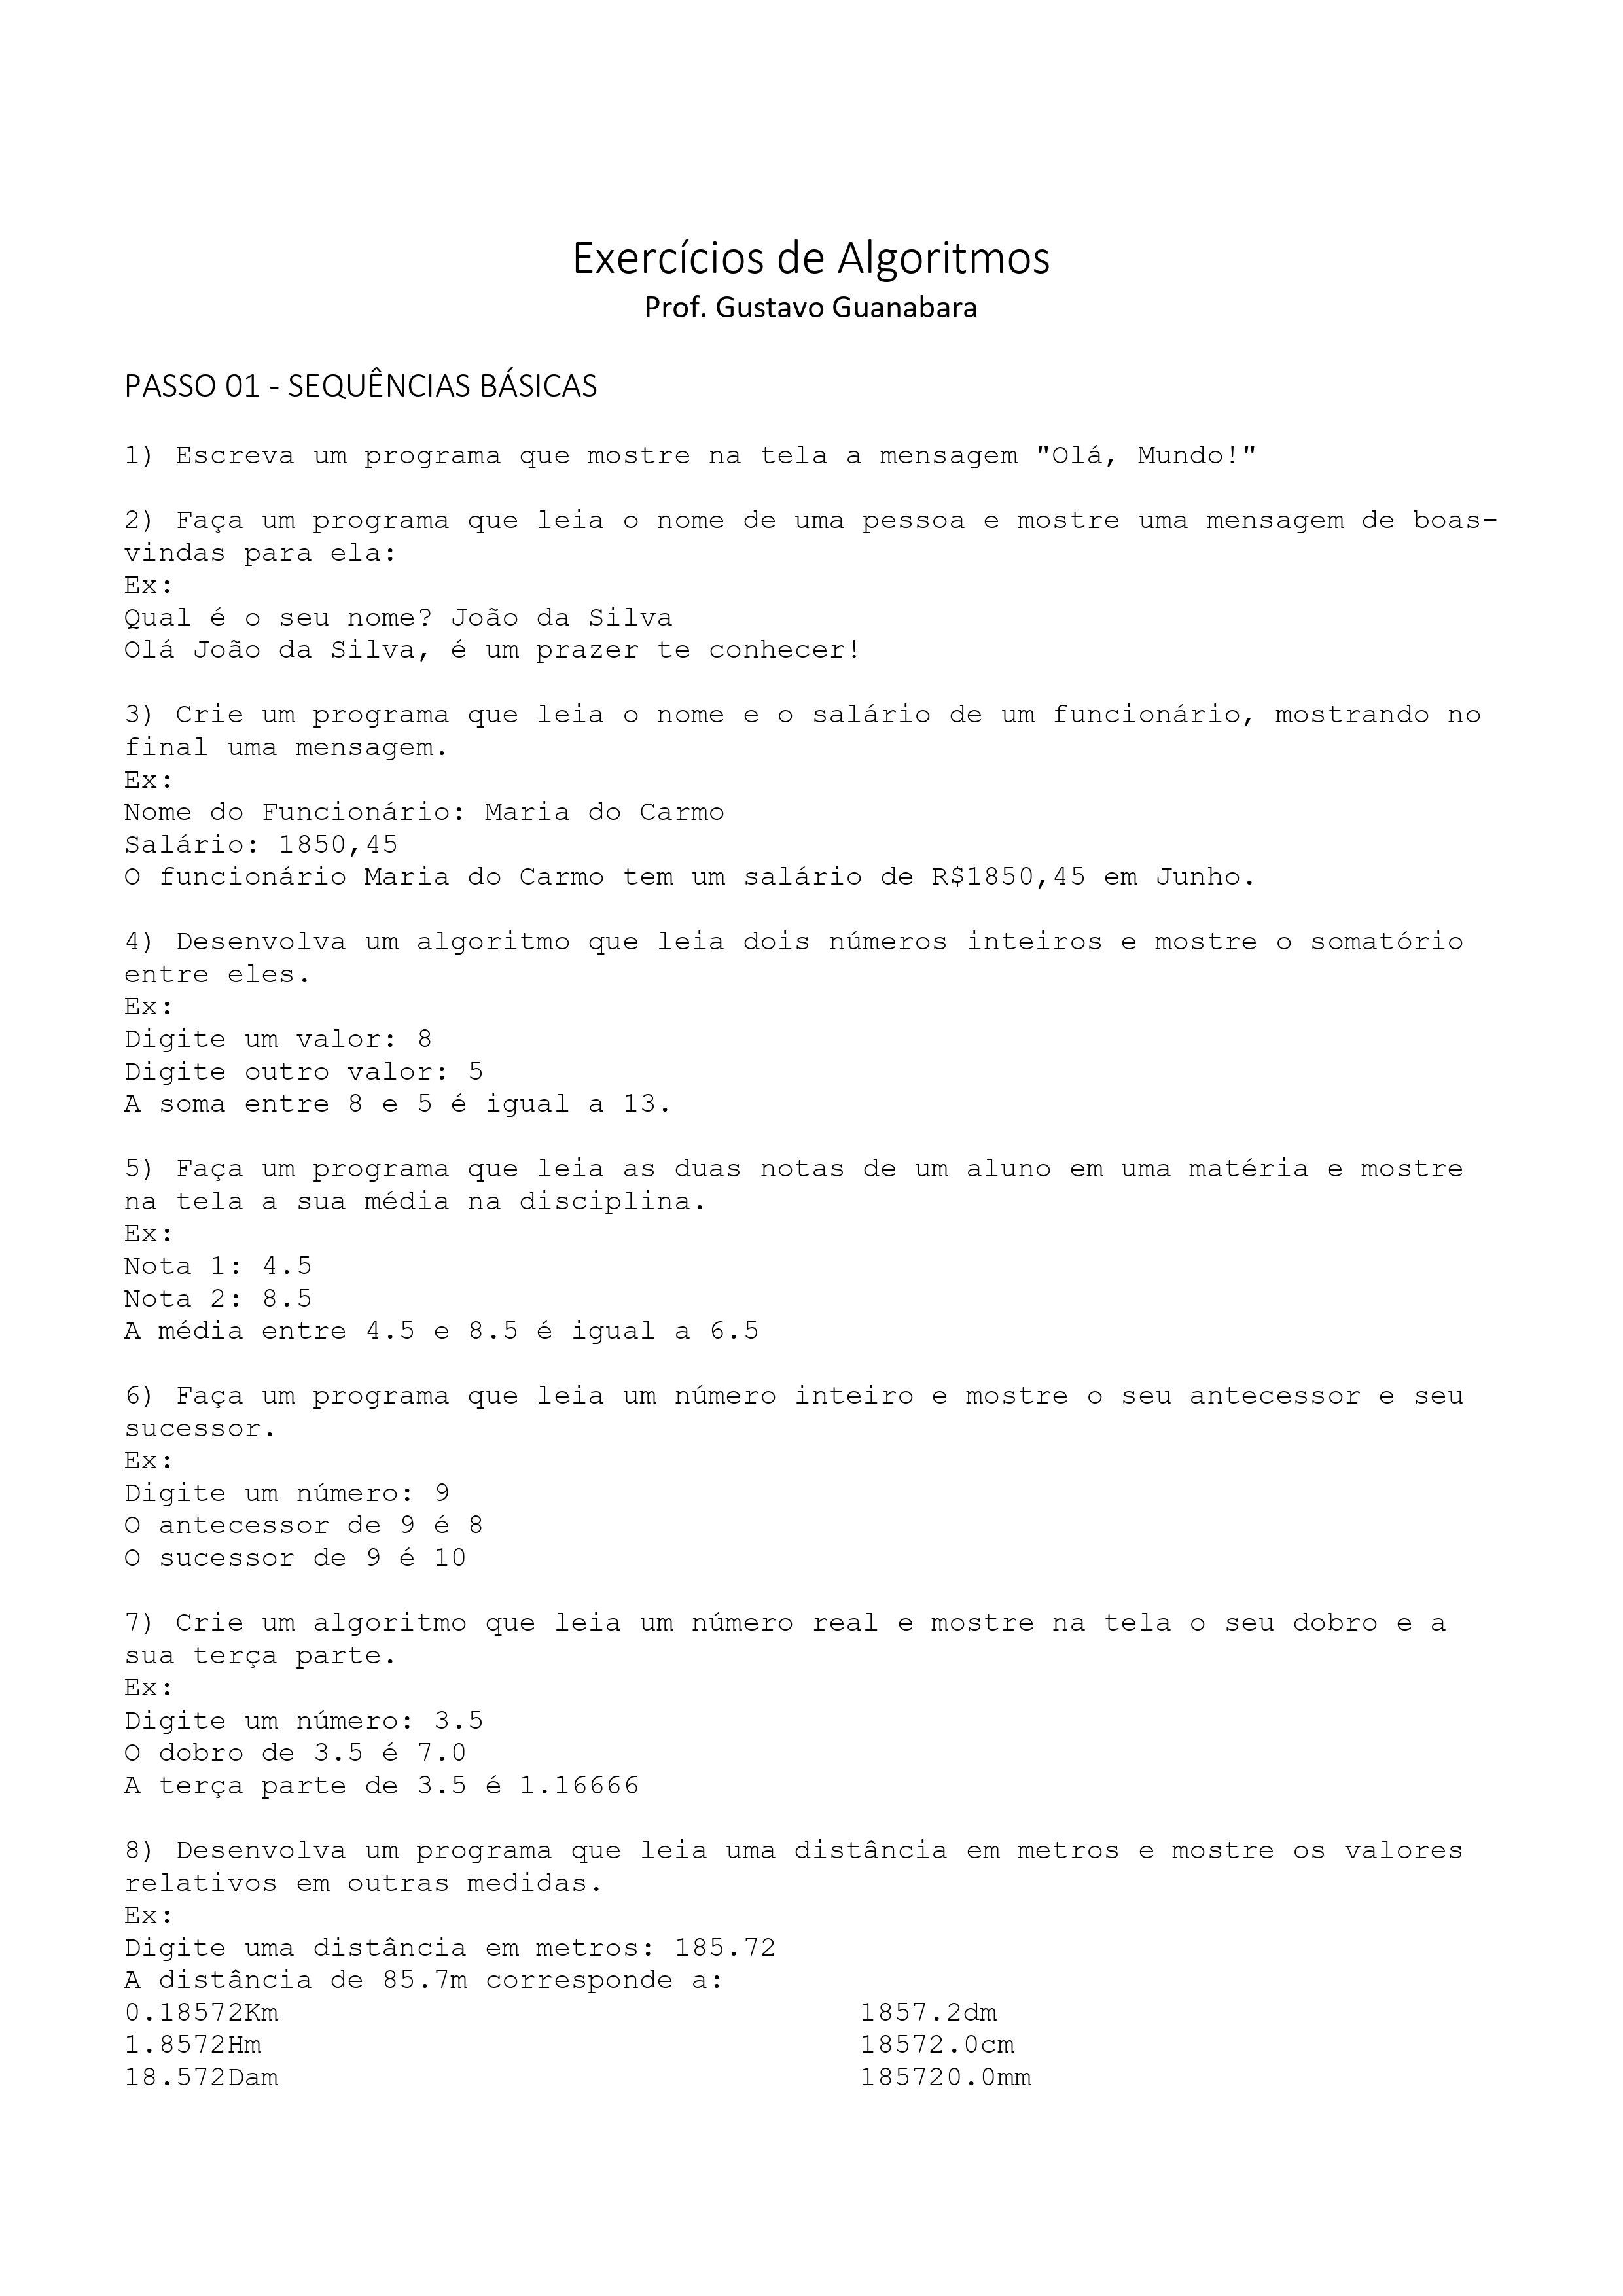 Exercícios de Algoritmos
Prof. Gustavo Guanabara
PASSO 01 - SEQUÊNCIAS BÁSICAS
1) Escreva um programa que mostre na tela a mensagem "Olá, Mundo!"
2) Faça um programa que leia o nome de uma pessoa e mostre uma mensagem de boas-
vindas para ela:
Ex:
Qual é o seu nome? João da Silva
Olá João da Silva, é um prazer te conhecer!
3) Crie um programa que leia o nome e o salário de um funcionário, mostrando no
final uma mensagem.
Ex:
Nome do Funcionário: Maria do Carmo
Salário: 1850,45
O funcionário Maria do Carmo tem um salário de R$1850,45 em Junho.
4) Desenvolva um algoritmo que leia dois números inteiros e mostre o somatório
entre eles.
Ex:
Digite um valor: 8
Digite outro valor: 5
A soma entre 8 e 5 é igual a 13.
5) Faça um programa que leia as duas notas de um aluno em uma matéria e mostre
na tela a sua média na disciplina.
Ex:
Nota 1: 4.5
Nota 2: 8.5
A média entre 4.5 e 8.5 é igual a 6.5
6) Faça um programa que leia um número inteiro e mostre o seu antecessor e seu
sucessor.
Ex:
Digite um número: 9
O antecessor de 9 é 8
O sucessor de 9 é 10
7) Crie um algoritmo que leia um número real e mostre na tela o seu dobro e a
sua terça parte.
Ex:
Digite um número: 3.5
O dobro de 3.5 é 7.0
A terça parte de 3.5 é 1.16666
8) Desenvolva um programa que leia uma distância em metros e mostre os valores
relativos em outras medidas.
Ex:
Digite uma distância em metros: 185.72
A distância de 85.7m corresponde a:
0.18572Km 1857.2dm
1.8572Hm 18572.0cm
18.572Dam 185720.0mm